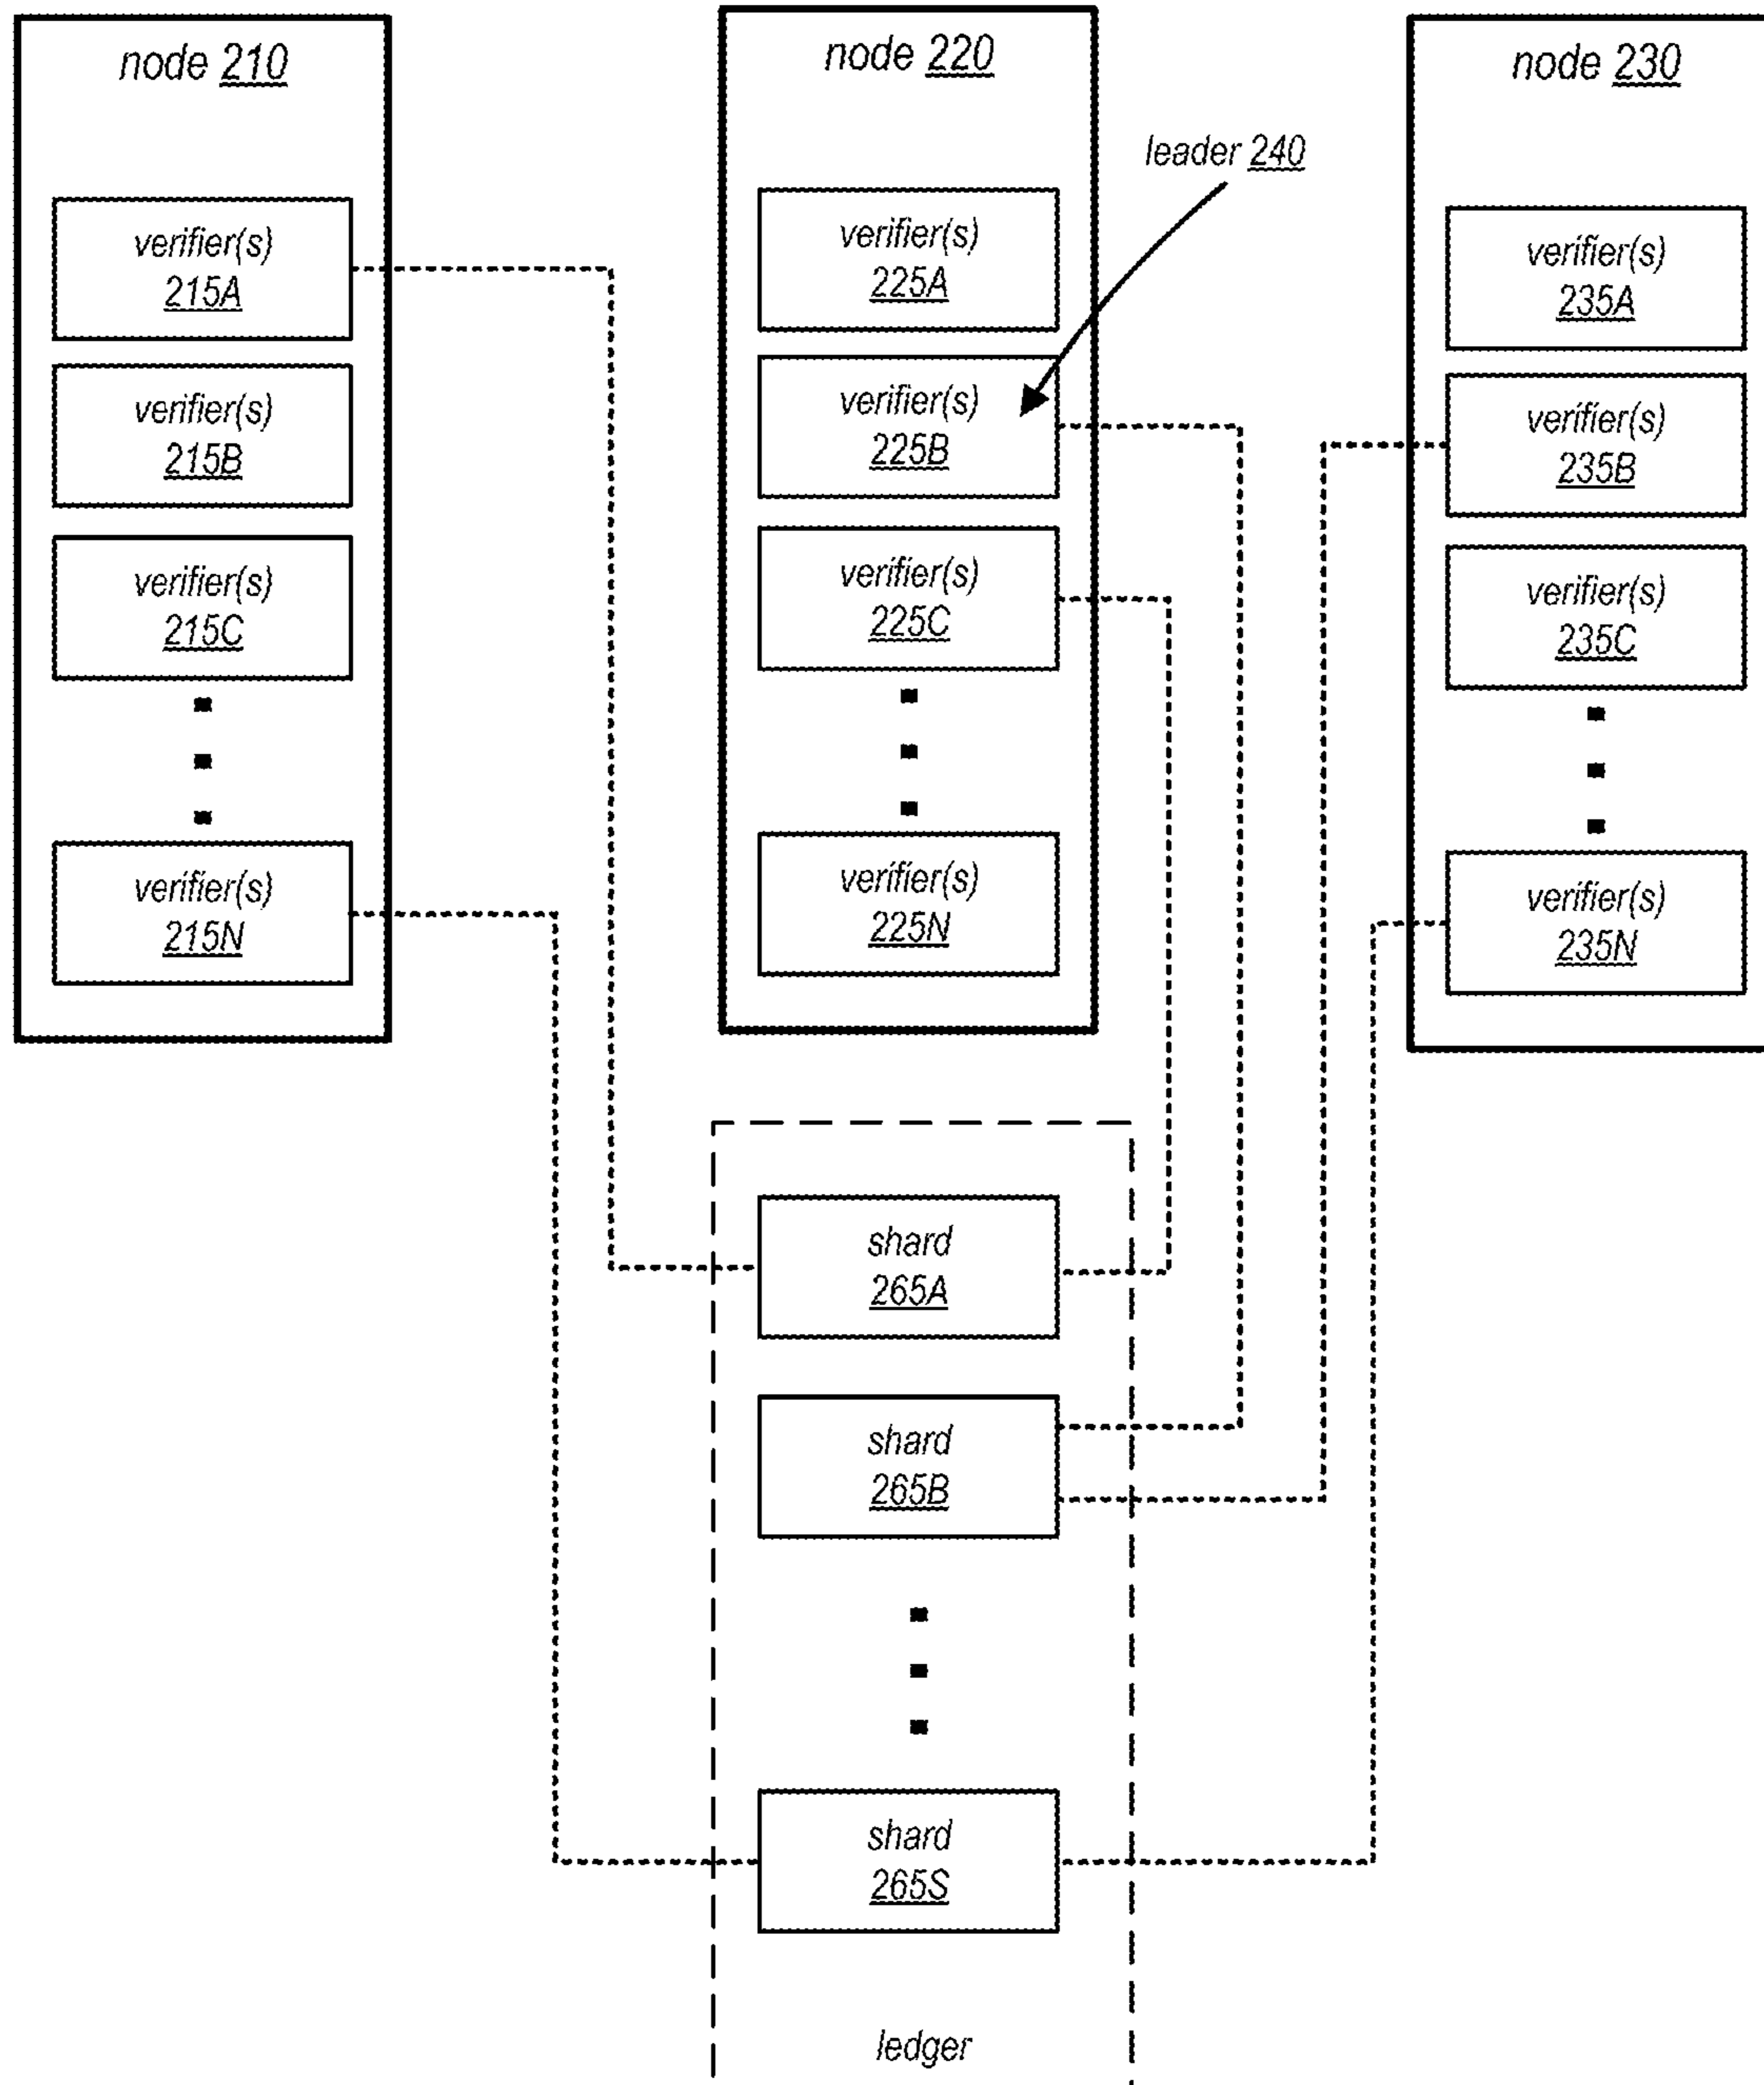 node 210
verifier(s)
215A
verifier(s)
215B
verifier(s)
215C
verifier(s)
215N
node 220
verifier(s)
225A
verifier(s)
225B
verifier(s)
225C
verifier(s)
225N
leader 240
node 230
verifier(s)
235A
verifier(s)
235B
verifier(s)
235C
verifier(s)
235N
shard
265A
shard
265B
shard
265S
ledger